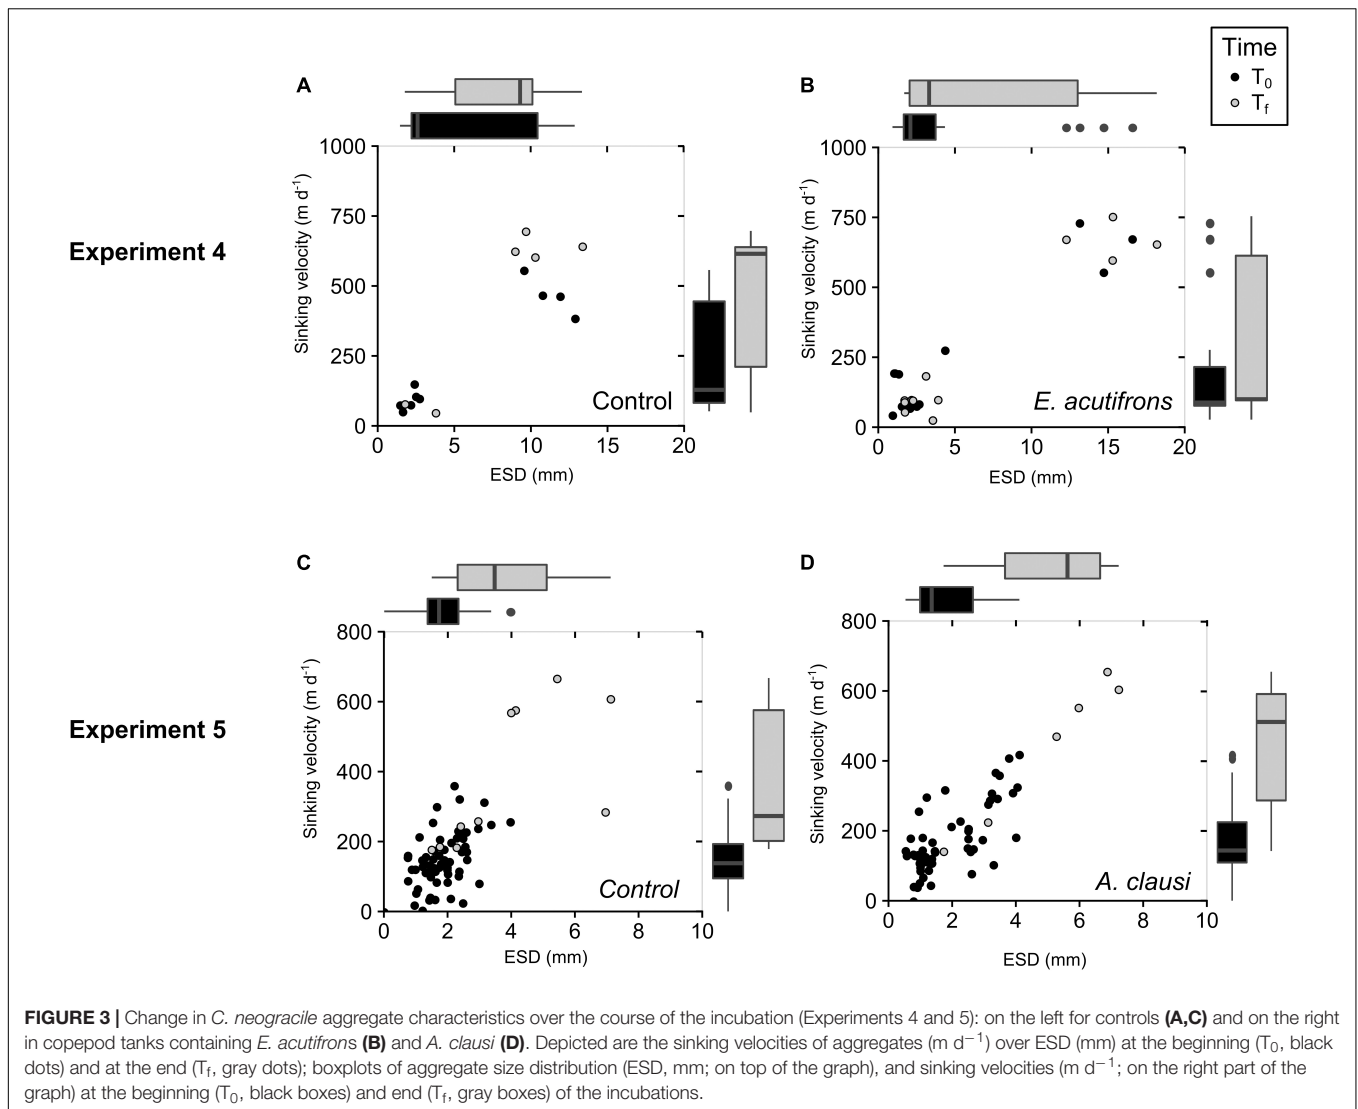 Time
T0
Tf
A
B
Experiment 4
Sinking velocity (m d-1)
1000
750
500
250
0
0 5 10 15 20
ESD (mm)
Control
Sinking velocity (m d-1)
1000
750
500
250
0
0 5 10 15 20
ESD (mm)
E. acutifrons
C
D
Experiment 5
Sinking velocity (m d-1)
800
600
400
200
0
0 2 4 6 8 10
ESD (mm)
Control
Sinking velocity (m d-1)
800
600
400
200
0
0 2 4 6 8 10
ESD (mm)
A. clausi
FIGURE 3 | Change in C. neogracile aggregate characteristics over the course of the incubation (Experiments 4 and 5): on the left for controls (A,C) and on the right
in copepod tanks containing E. acutifrons (B) and A. clausi (D). Depicted are the sinking velocities of aggregates (m d−1) over ESD (mm) at the beginning (T0, black
dots) and at the end (Tf, gray dots); boxplots of aggregate size distribution (ESD, mm; on top of the graph), and sinking velocities (m d−1; on the right part of the
graph) at the beginning (T0, black boxes) and end (Tf, gray boxes) of the incubations.